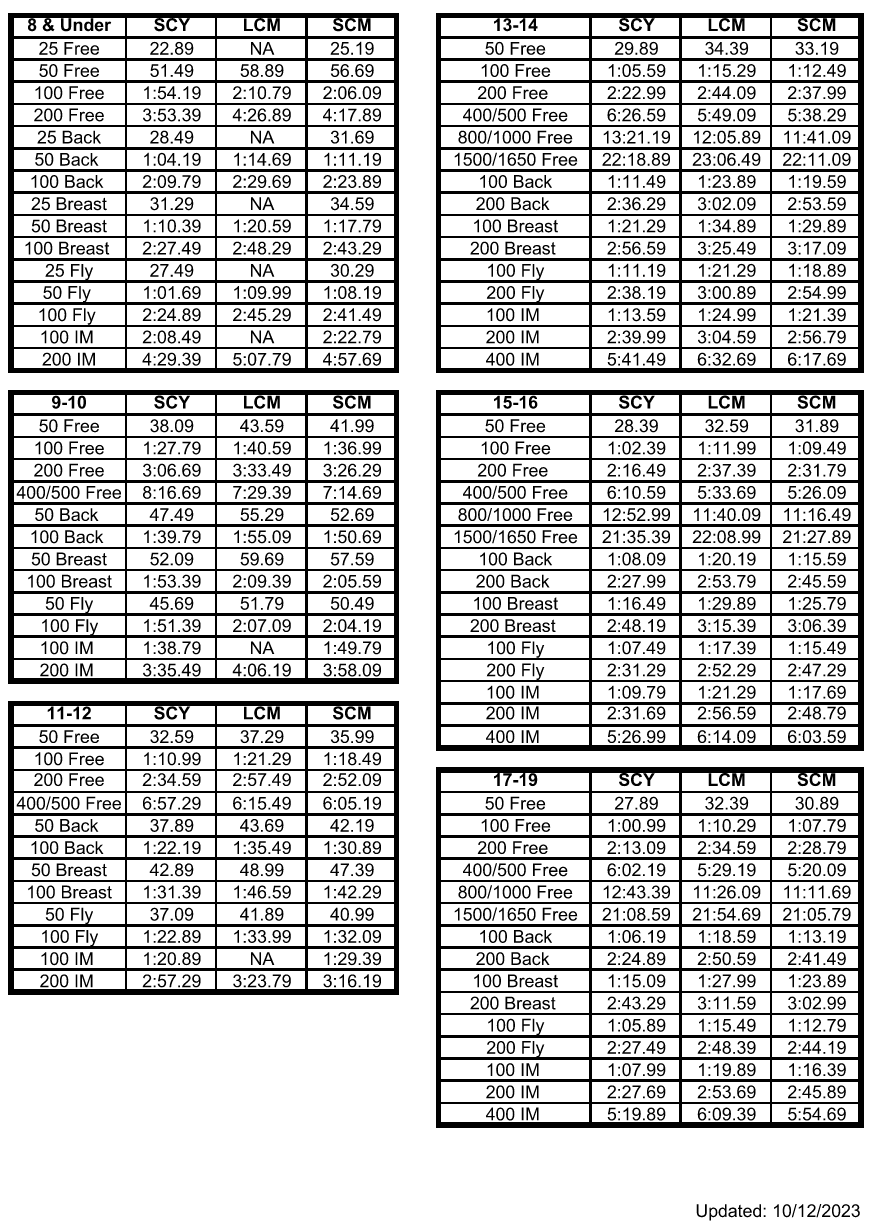 8 & Under SCY LCM SCM
25 Free 22.89 NA 25.19
50 Free 51.49 58.89 56.69
100 Free 1:54.19 2:10.79 2:06.09
200 Free 3:53.39 4:26.89 4:17.89
25 Back 28.49 NA 31.69
50 Back 1:04.19 1:14.69 1:11.19
100 Back 2:09.79 2:29.69 2:23.89
25 Breast 31.29 NA 34.59
50 Breast 1:10.39 1:20.59 1:17.79
100 Breast 2:27.49 2:48.29 2:43.29
25 Fly 27.49 NA 30.29
50 Fly 1:01.69 1:09.99 1:08.19
100 Fly 2:24.89 2:45.29 2:41.49
100 IM 2:08.49 NA 2:22.79
200 IM 4:29.39 5:07.79 4:57.69
9-10 SCY LCM SCM
50 Free 38.09 43.59 41.99
100 Free 1:27.79 1:40.59 1:36.99
200 Free 3:06.69 3:33.49 3:26.29
400/500 Free 8:16.69 7:29.39 7:14.69
50 Back 47.49 55.29 52.69
100 Back 1:39.79 1:55.09 1:50.69
50 Breast 52.09 59.69 57.59
100 Breast 1:53.39 2:09.39 2:05.59
50 Fly 45.69 51.79 50.49
100 Fly 1:51.39 2:07.09 2:04.19
100 IM 1:38.79 NA 1:49.79
200 IM 3:35.49 4:06.19 3:58.09
11-12 SCY LCM SCM
50 Free 32.59 37.29 35.99
100 Free 1:10.99 1:21.29 1:18.49
200 Free 2:34.59 2:57.49 2:52.09
400/500 Free 6:57.29 6:15.49 6:05.19
50 Back 37.89 43.69 42.19
100 Back 1:22.19 1:35.49 1:30.89
50 Breast 42.89 48.99 47.39
100 Breast 1:31.39 1:46.59 1:42.29
50 Fly 37.09 41.89 40.99
100 Fly 1:22.89 1:33.99 1:32.09
100 IM 1:20.89 NA 1:29.39
200 IM 2:57.29 3:23.79 3:16.19
13-14 SCY LCM SCM
50 Free 29.89 34.39 33.19
100 Free 1:05.59 1:15.29 1:12.49
200 Free 2:22.99 2:44.09 2:37.99
400/500 Free 6:26.59 5:49.09 5:38.29
800/1000 Free 13:21.19 12:05.89 11:41.09
1500/1650 Free 22:18.89 23:06.49 22:11.09
100 Back 1:11.49 1:23.89 1:19.59
200 Back 2:36.29 3:02.09 2:53.59
100 Breast 1:21.29 1:34.89 1:29.89
200 Breast 2:56.59 3:25.49 3:17.09
100 Fly 1:11.19 1:21.29 1:18.89
200 Fly 2:38.19 3:00.89 2:54.99
100 IM 1:13.59 1:24.99 1:21.39
200 IM 2:39.99 3:04.59 2:56.79
400 IM 5:41.49 6:32.69 6:17.69
15-16 SCY LCM SCM
50 Free 28.39 32.59 31.89
100 Free 1:02.39 1:11.99 1:09.49
200 Free 2:16.49 2:37.39 2:31.79
400/500 Free 6:10.59 5:33.69 5:26.09
800/1000 Free 12:52.99 11:40.09 11:16.49
1500/1650 Free 21:35.39 22:08.99 21:27.89
100 Back 1:08.09 1:20.19 1:15.59
200 Back 2:27.99 2:53.79 2:45.59
100 Breast 1:16.49 1:29.89 1:25.79
200 Breast 2:48.19 3:15.39 3:06.39
100 Fly 1:07.49 1:17.39 1:15.49
200 Fly 2:31.29 2:52.29 2:47.29
100 IM 1:09.79 1:21.29 1:17.69
200 IM 2:31.69 2:56.59 2:48.79
400 IM 5:26.99 6:14.09 6:03.59
17-19 SCY LCM SCM
50 Free 27.89 32.39 30.89
100 Free 1:00.99 1:10.29 1:07.79
200 Free 2:13.09 2:34.59 2:28.79
400/500 Free 6:02.19 5:29.19 5:20.09
800/1000 Free 12:43.39 11:26.09 11:11.69
1500/1650 Free 21:08.59 21:54.69 21:05.79
100 Back 1:06.19 1:18.59 1:13.19
200 Back 2:24.89 2:50.59 2:41.49
100 Breast 1:15.09 1:27.99 1:23.89
200 Breast 2:43.29 3:11.59 3:02.99
100 Fly 1:05.89 1:15.49 1:12.79
200 Fly 2:27.49 2:48.39 2:44.19
100 IM 1:07.99 1:19.89 1:16.39
200 IM 2:27.69 2:53.69 2:45.89
400 IM 5:19.89 6:09.39 5:54.69
Updated: 10/12/2023